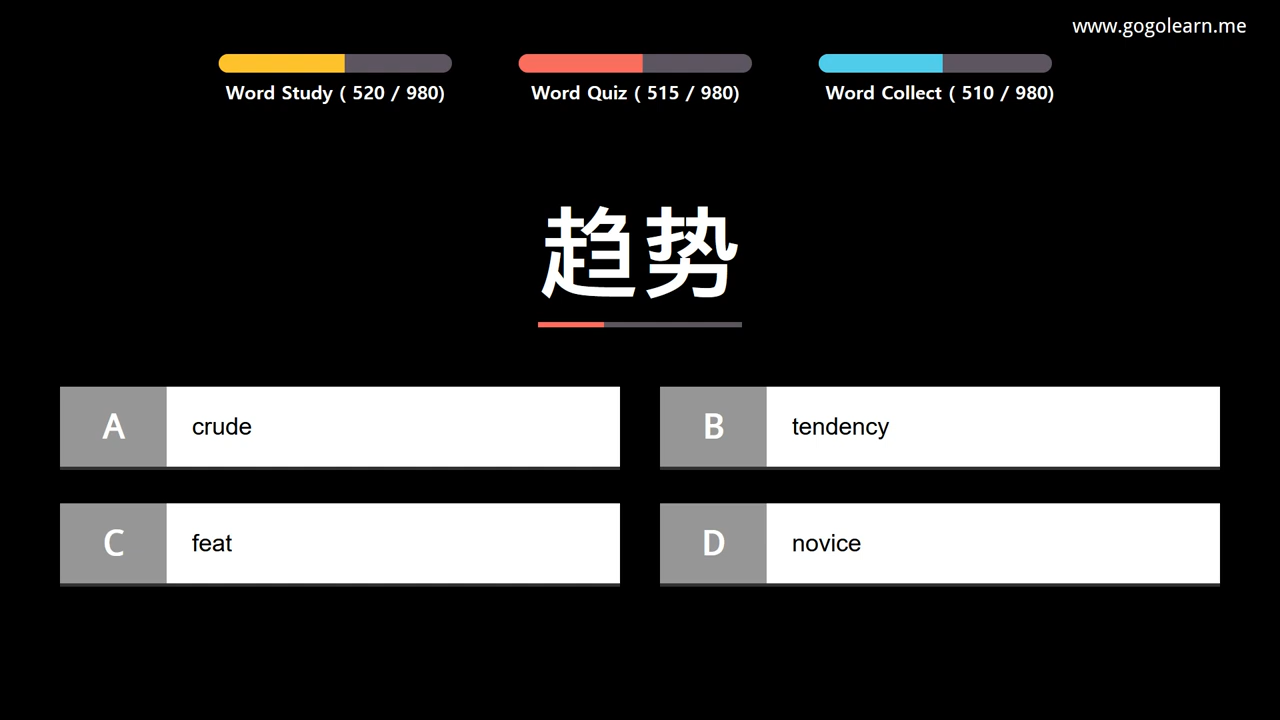 www.gogolearn.me
Word Study ( 520 / 980)
Word Quiz ( 515 / 980)
Word Collect ( 510 / 980)
趋势
A
crude
B
tendency
C
feat
D
novice